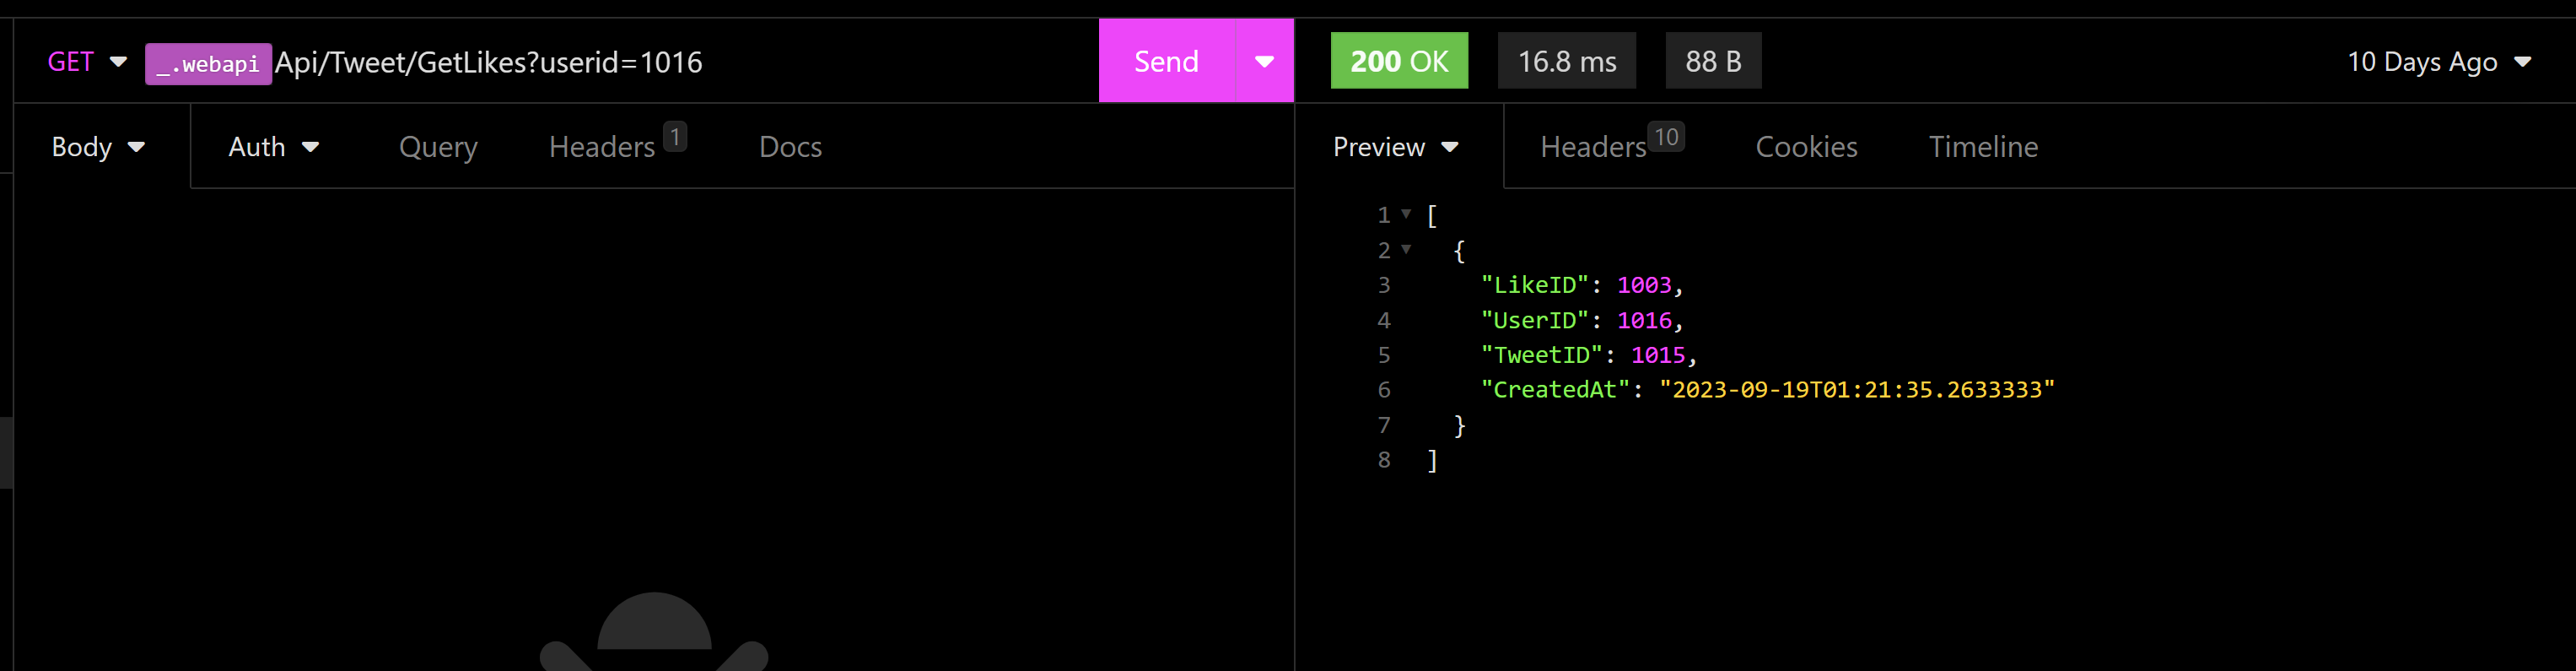 GET _.webapi Api/Tweet/GetLikes?userid=1016 Send 200 OK 16.8 ms 88 B 10 Days Ago
Body Auth Query Headers 1 Docs Preview Headers 10 Cookies Timeline
1 [
2 {
3 "LikeID": 1003,
4 "UserID": 1016,
5 "TweetID": 1015,
6 "CreatedAt": "2023-09-19T01:21:35.2633333"
7 }
8 ]